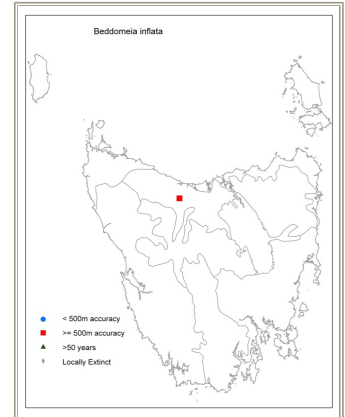 Beddomeia inflata
< 500m accuracy
>= 500m accuracy
>50 years
Locally Extinct